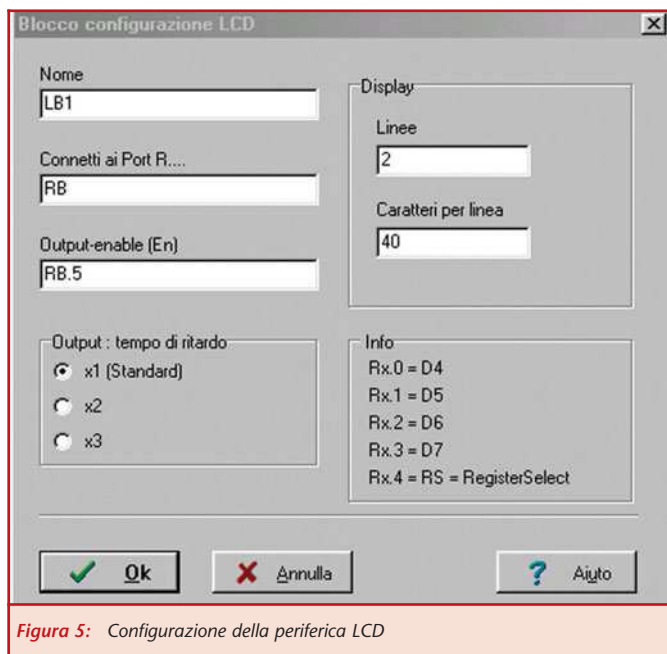 Blocco configurazione LCD
Nome
LB1
Connetti ai Port R....
RB
Output-enable (En)
RB.5
Display
Linee
2
Caratteri per linea
40
Output : tempo di ritardo
x1 (Standard)
x2
x3
Info
Rx.0 = D4
Rx.1 = D5
Rx.2 = D6
Rx.3 = D7
Rx.4 = RS = RegisterSelect
Ok
Annulla
? Aiuto
Figura 5: Configurazione della periferica LCD